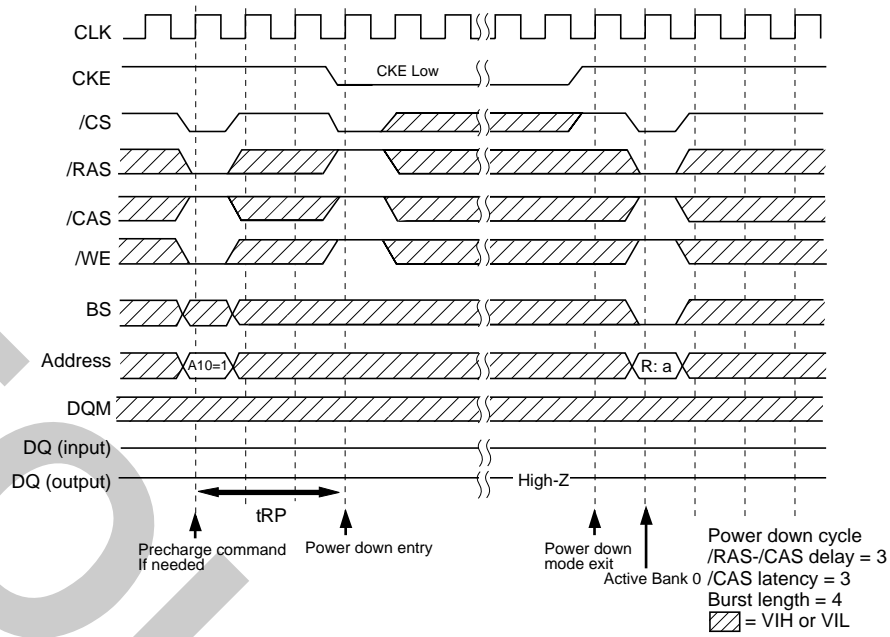 CLK
CKE
CKE Low
/CS
/RAS
/CAS
/WE
BS
Address
A10=1
R: a
DQM
DQ (input)
DQ (output)
High-Z
tRP
Precharge command
If needed
Power down entry
Power down
mode exit
Active Bank 0
Power down cycle
/RAS-/CAS delay = 3
/CAS latency = 3
Burst length = 4
= VIH or VIL